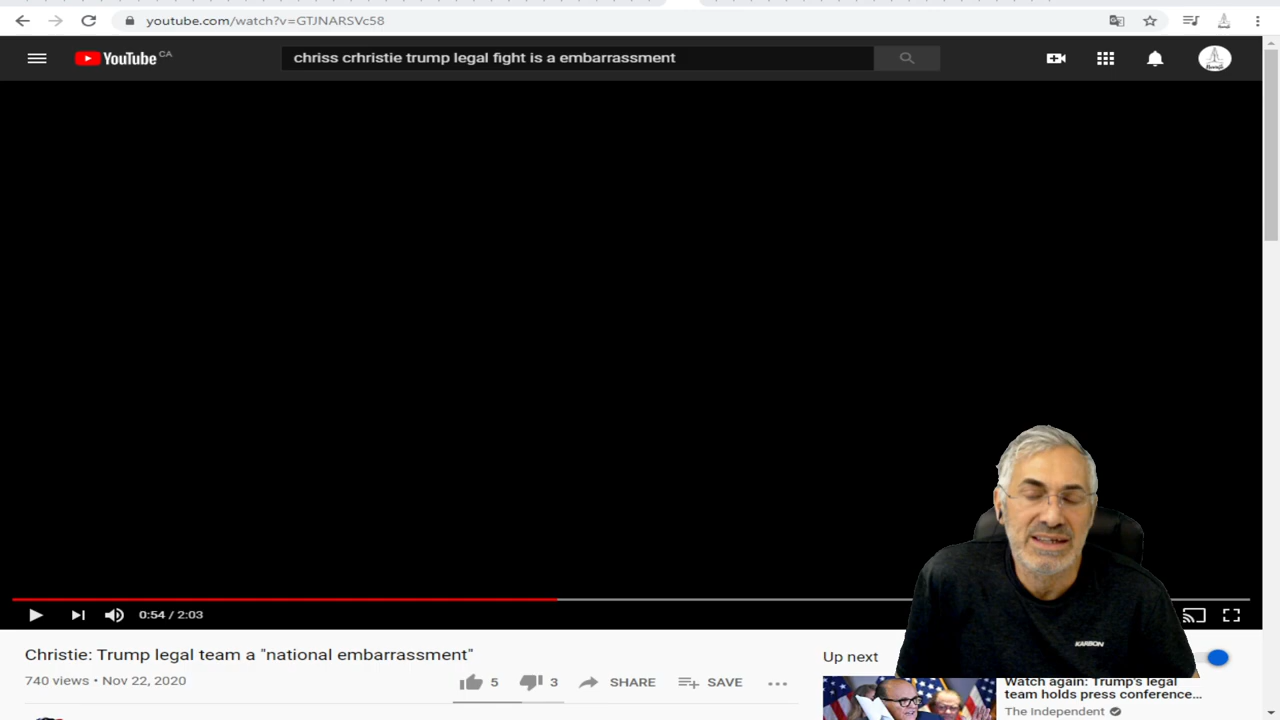 youtube.com/watch?v=GTJNARSVc58
YouTube CA
chriss crhristie trump legal fight is a embarrassment
0:54 / 2:03
KARBON
Christie: Trump legal team a "national embarrassment"
740 views • Nov 22, 2020
5
3
SHARE
SAVE
Up next
Watch again: Trump's legal
team holds press conference...
The Independent